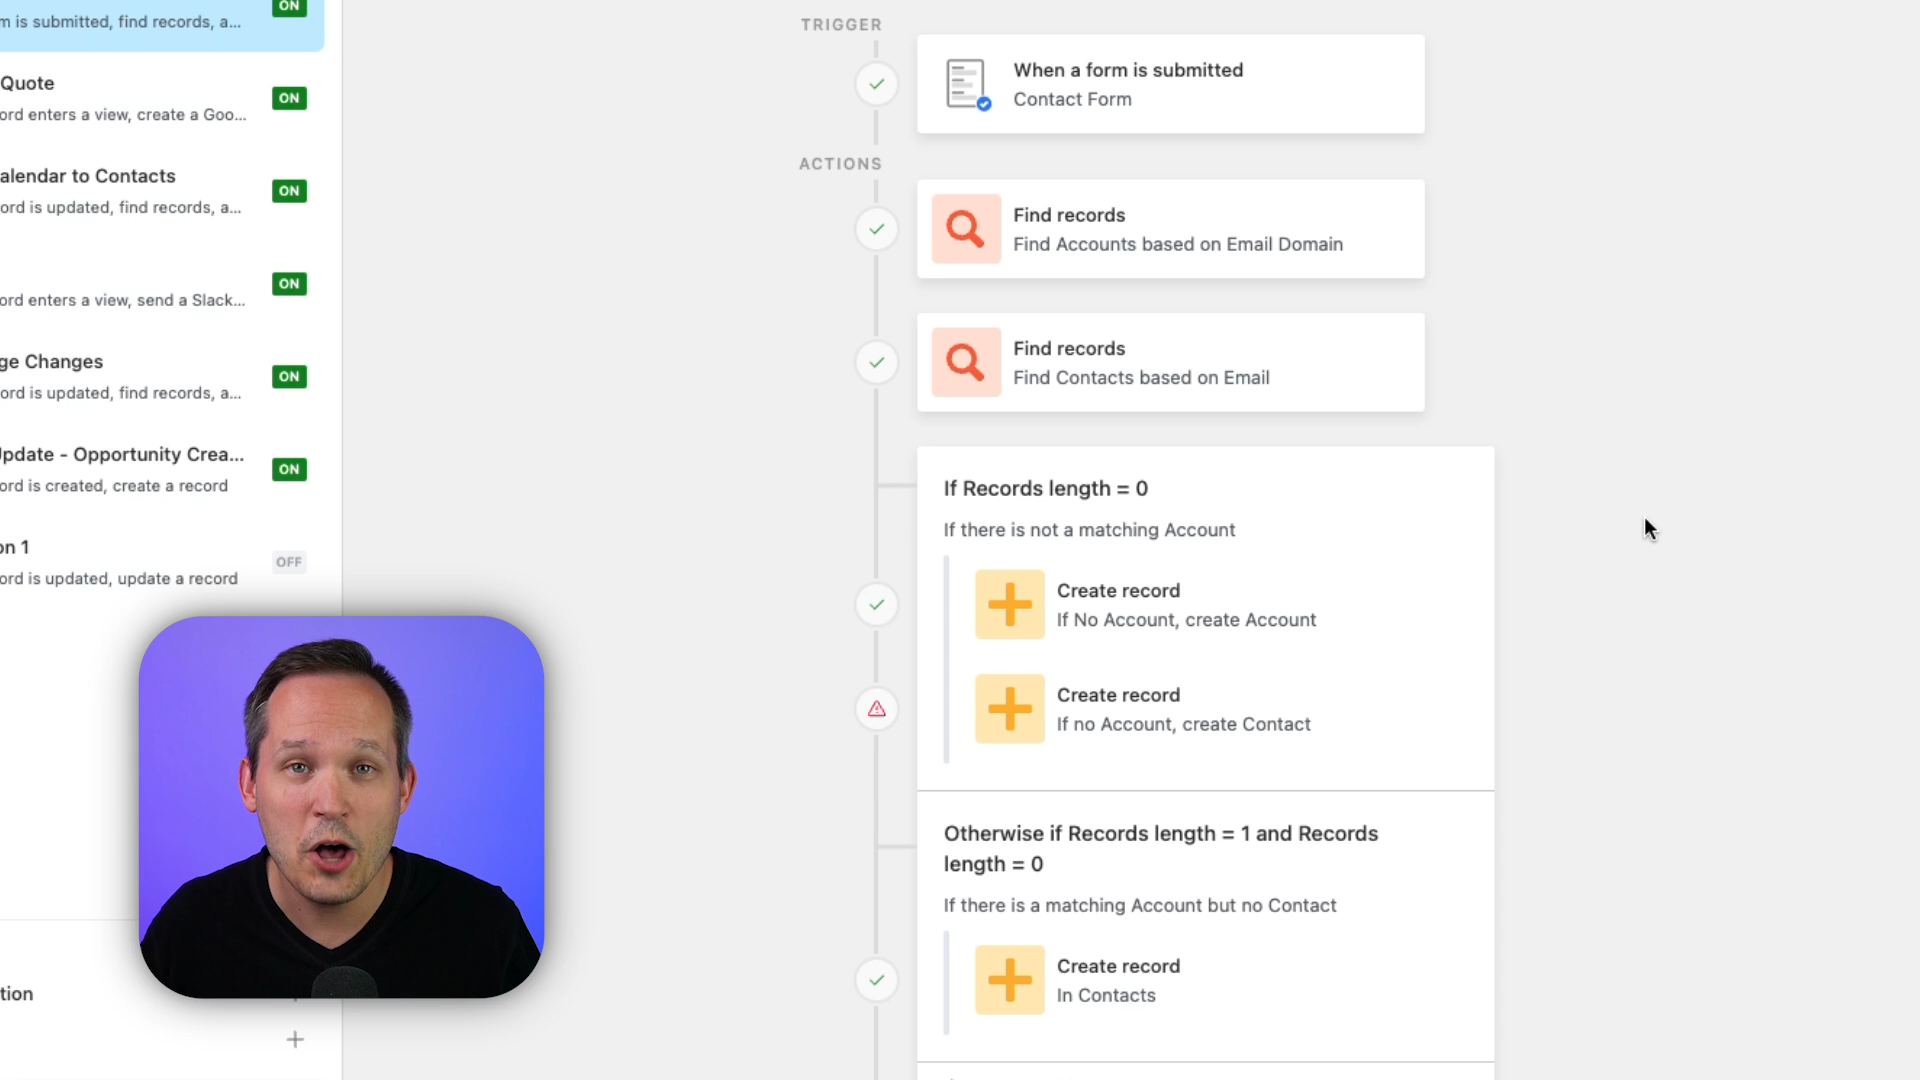 ON
m is submitted, find records, a...
Quote
ON
ord enters a view, create a Goo...
alendar to Contacts
ON
ord is updated, find records, a...
ON
ord enters a view, send a Slack...
ge Changes
ON
ord is updated, find records, a...
Update - Opportunity Crea...
ON
ord is created, create a record
on 1
OFF
ord is updated, update a record
tion
TRIGGER
When a form is submitted
Contact Form
ACTIONS
Find records
Find Accounts based on Email Domain
Find records
Find Contacts based on Email
If Records length = 0
If there is not a matching Account
Create record
If No Account, create Account
Create record
If no Account, create Contact
Otherwise if Records length = 1 and Records
length = 0
If there is a matching Account but no Contact
Create record
In Contacts